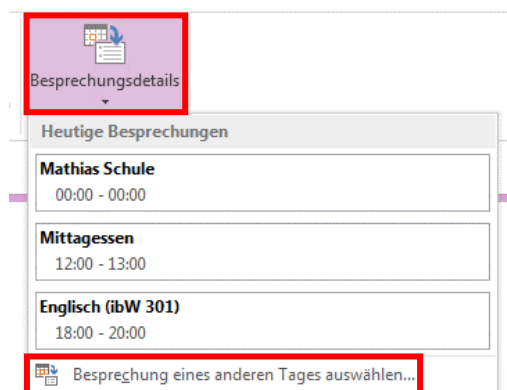 Besprechungsdetails
Heutige Besprechungen
Mathias Schule
00:00 - 00:00
Mittagessen
12:00 - 13:00
Englisch (ibW 301)
18:00 - 20:00
Besprechung eines anderen Tages auswählen...